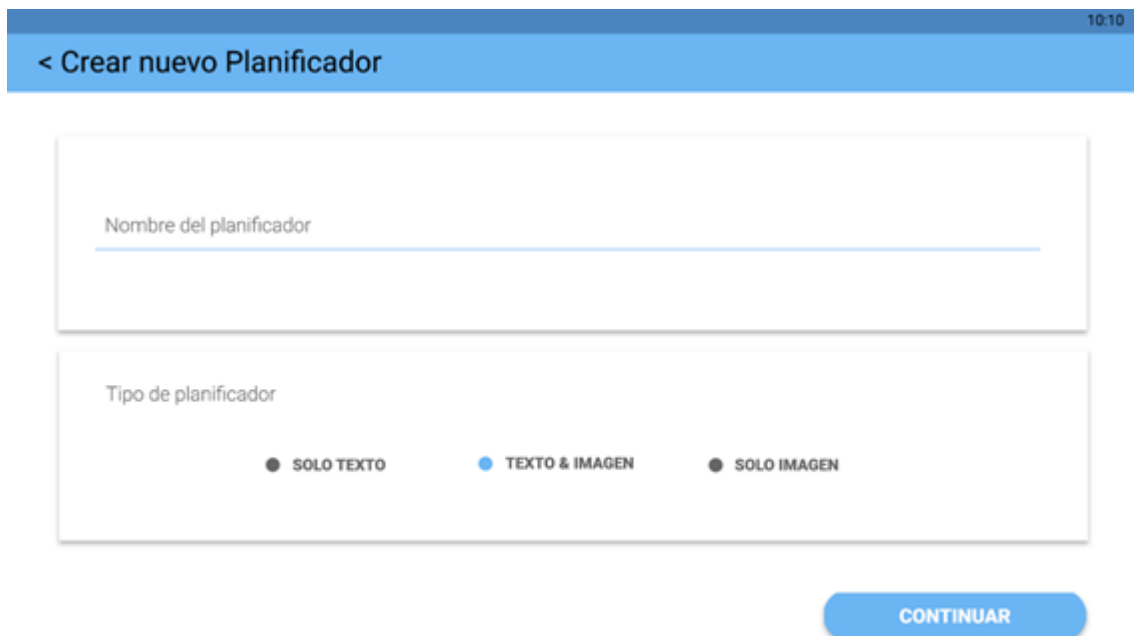 10:10
< Crear nuevo Planificador
Nombre del planificador
Tipo de planificador
SOLO TEXTO TEXTO & IMAGEN SOLO IMAGEN
CONTINUAR